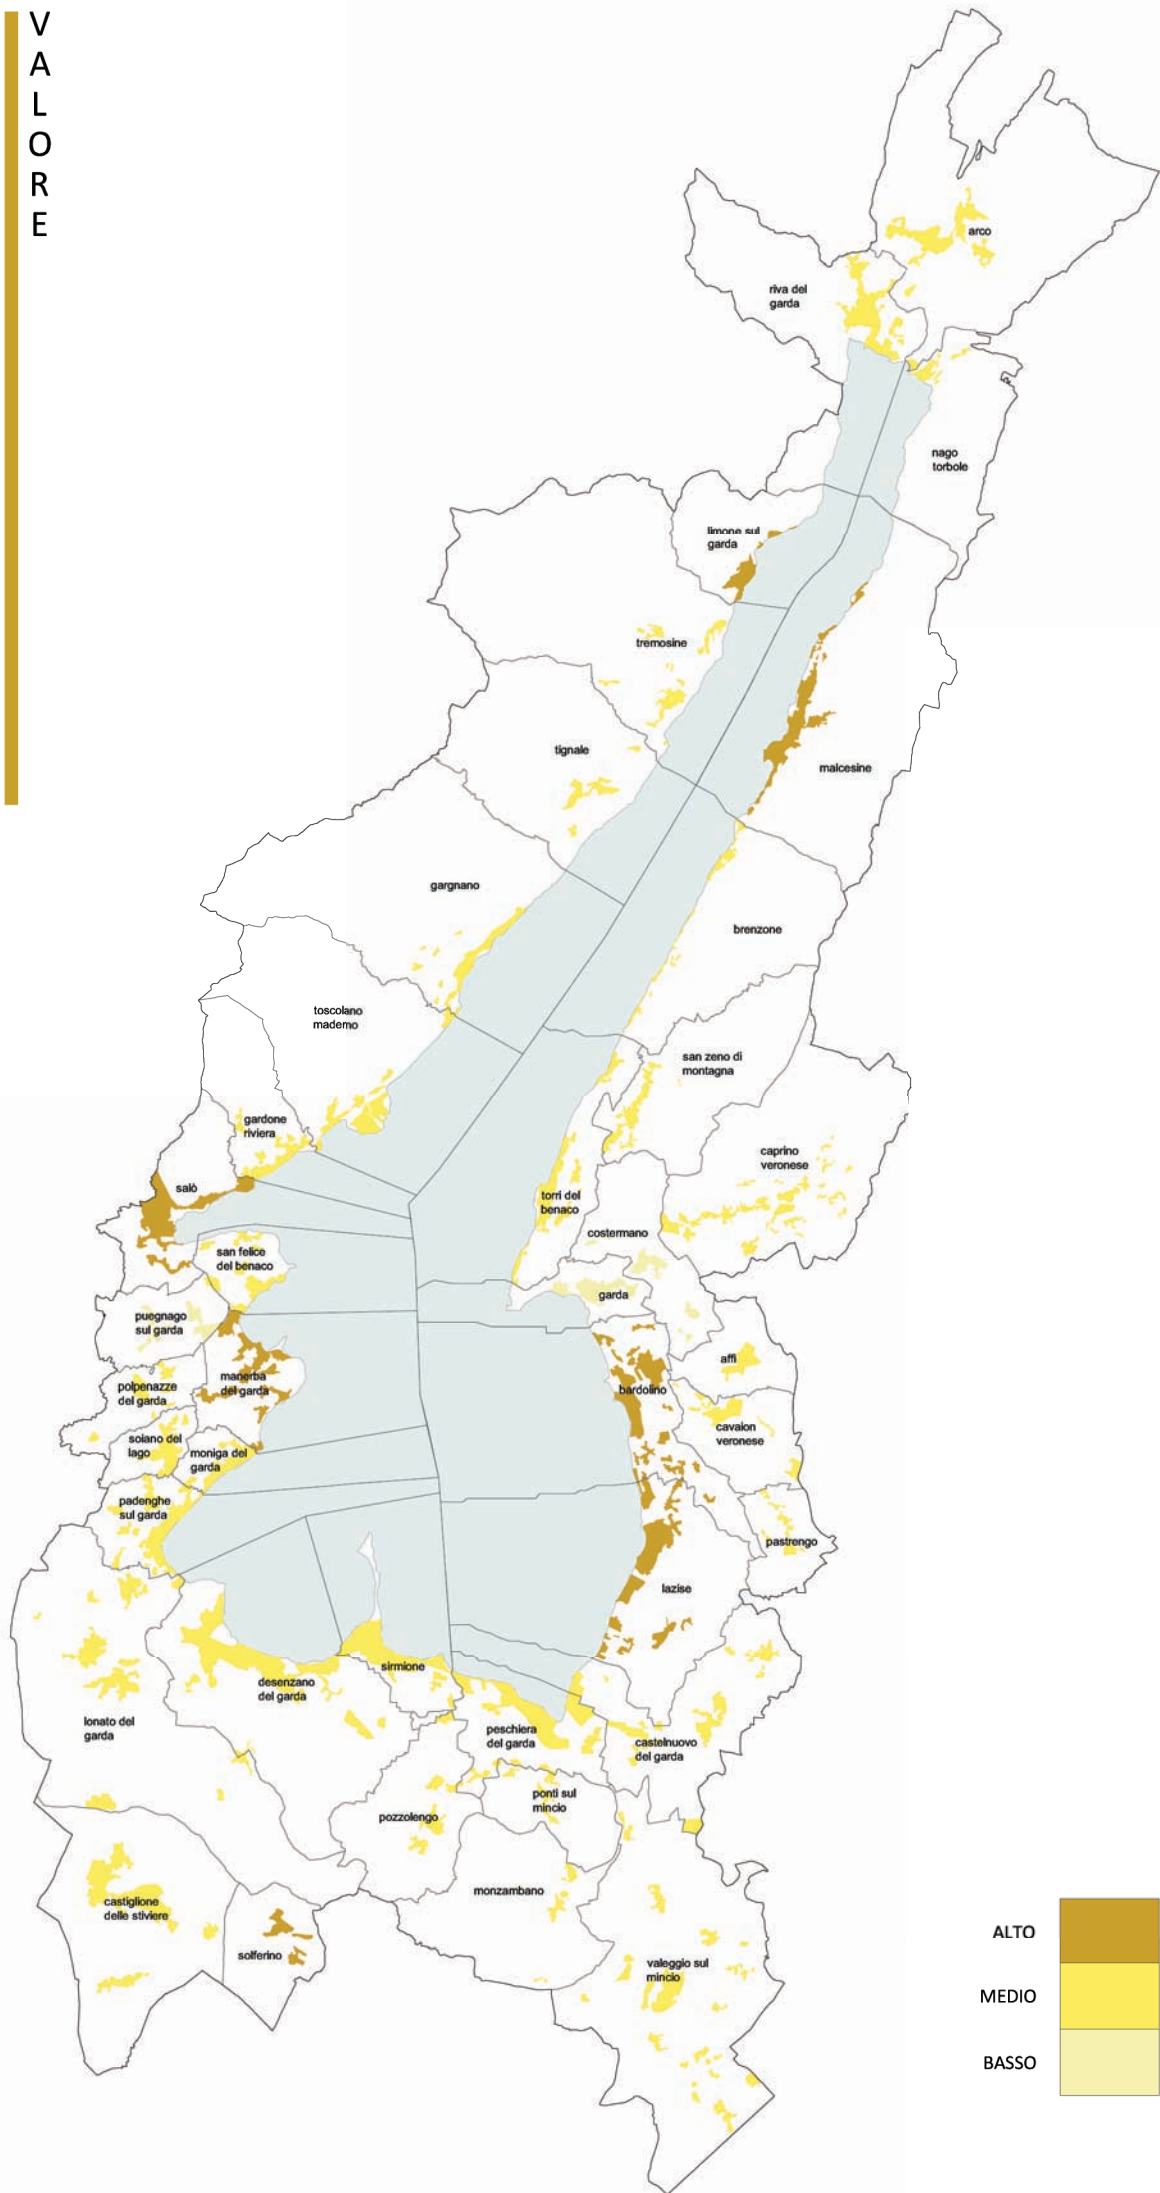 VALORE
arco
riva del
garda
nago
torbole
limone sul
garda
tremosine
tignale
malcesine
gargnano
brenzone
toscolano
maderno
san zeno di
montagna
gardone
riviera
caprino
veronese
salò
torri del
benaco
costermano
san felice
del benaco
garda
puegnago
sul garda
affi
manerba
del garda
polpenazze
del garda
bardolino
cavaion
veronese
soiano del
lago
moniga del
garda
padenghe
sul garda
pastrengo
lazise
sirmione
desenzano
del garda
lonato del
garda
peschiera
del garda
castelnuovo
del garda
ponti sul
mincio
pozzolengo
monzambano
castiglione
delle stiviere
solferino
valeggio sul
mincio
ALTO
MEDIO
BASSO